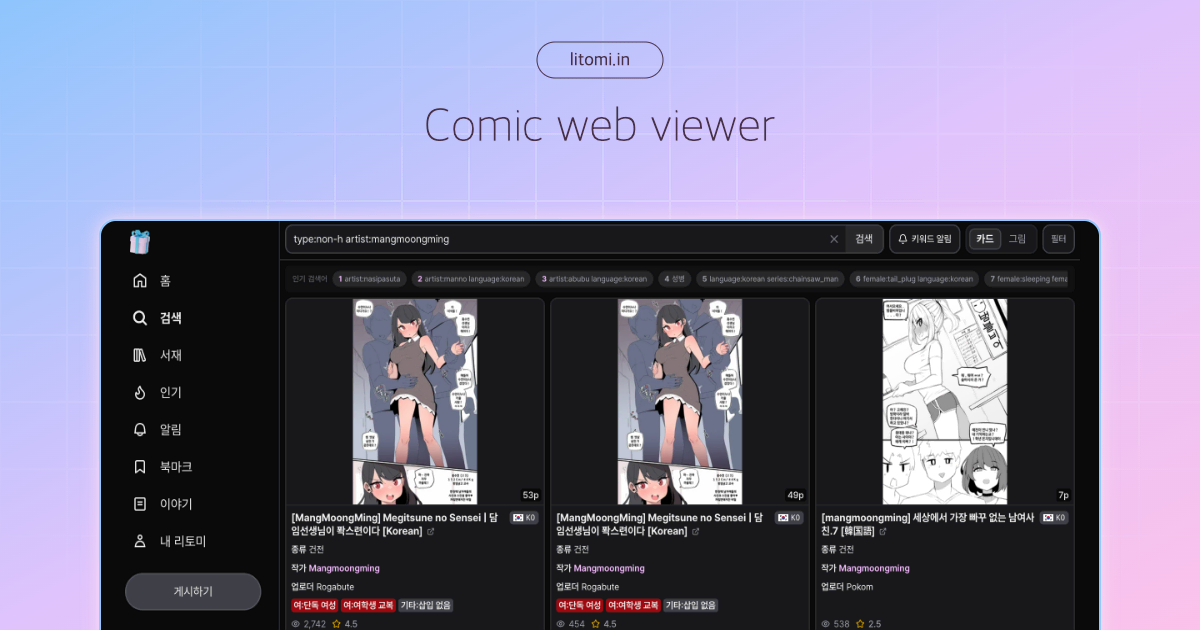 litomi.in
Comic web viewer
type:non-h artist:mangmoongming
검색
키워드 알림
카드
그림
필터
인기 검색어
1 artist:nasipasuta
2 artist:manno language:korean
3 artist:abubu language:korean
4 성병
5 language:korean series:chainsaw_man
6 female:tail_plug language:korean
7 female:sleeping fema
홈
검색
서재
인기
알림
북마크
이야기
내 리토미
게시하기
53p
[MangMoongMing] Megitsune no Sensei | 담
임선생님이 퐉스련이다 [Korean]
KO
종류 건전
작가 Mangmoongming
업로더 Rogabute
여:단독 여성
여:여학생 교복
기타:삽입 없음
2,742
4.5
49p
[MangMoongMing] Megitsune no Sensei | 담
임선생님이 퐉스련이다 [Korean]
KO
종류 건전
작가 Mangmoongming
업로더 Rogabute
여:단독 여성
여:여학생 교복
기타:삽입 없음
454
4.5
7p
[mangmoongming] 세상에서 가장 빠꾸 없는 남여사
친.7 [韓国語]
KO
종류 건전
작가 Mangmoongming
업로더 Pokom
538
2.5